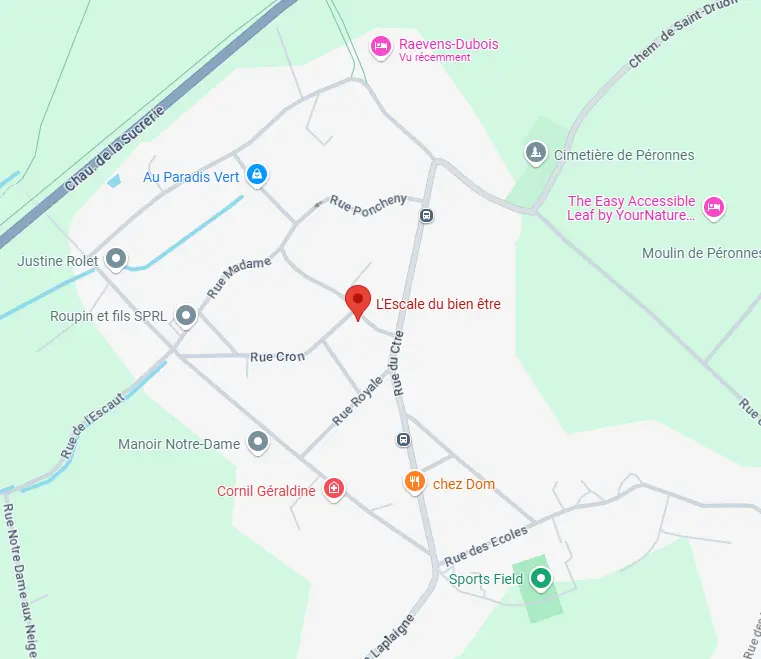 Chem. de Saint-Druon
Raevens-Dubois
Vu récemment
Chau. de la Sucrerie
Cimetière de Péronnes
Au Paradis Vert
Rue Poncheny
The Easy Accessible
Leaf by YourNature...
Moulin de Péronnes
Justine Rolet
Rue Madame
L'Escale du bien être
Roupin et fils SPRL
Rue du Ctre
Rue Cron
Rue Royale
Rue de l'Escaut
Manoir Notre-Dame
Cornil Géraldine
chez Dom
Rue Notre Dame aux Neige
Rue des Ecoles
Sports Field
Laplaigne
Rue des